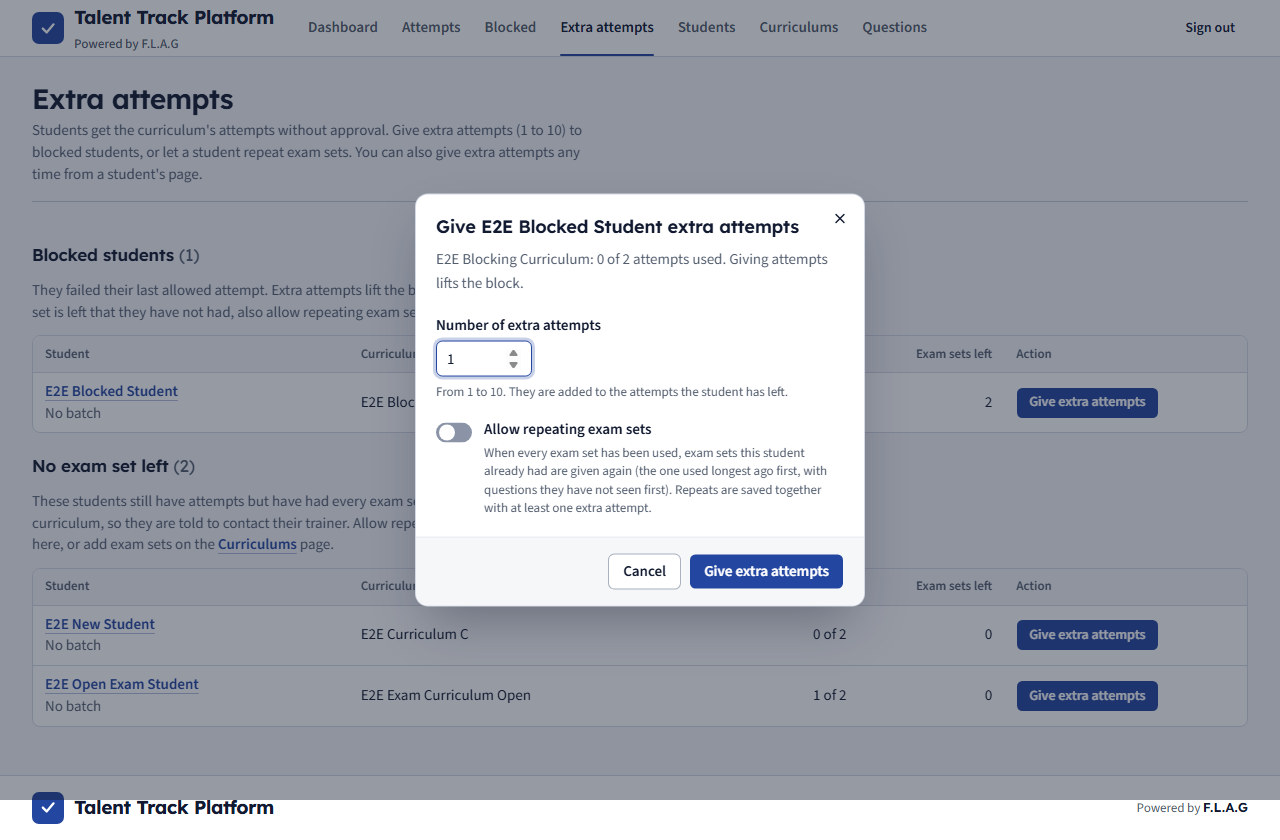 Talent Track Platform
Powered by F.L.A.G
Dashboard
Attempts
Blocked
Extra attempts
Students
Curriculums
Questions
Sign out
Extra attempts
Students get the curriculum's attempts without approval. Give extra attempts (1 to 10) to
blocked students, or let a student repeat exam sets. You can also give extra attempts any
time from a student's page.
Blocked students (1)
They failed their last allowed attempt. Extra attempts lift the
set is left that they have not had, also allow repeating exam
Student
Exam sets left
Action
E2E Blocked Student
No batch
2
Give extra attempts
No exam set left (2)
These students still have attempts but have had every exam
curriculum, so they are told to contact their trainer. Allow
here, or add exam sets on the Curriculums page.
Student
Exam sets left
Action
E2E New Student
No batch
E2E Curriculum C
0 of 2
0
Give extra attempts
E2E Open Exam Student
No batch
E2E Exam Curriculum Open
1 of 2
0
Give extra attempts
Give E2E Blocked Student extra attempts
E2E Blocking Curriculum: 0 of 2 attempts used. Giving attempts
lifts the block.
Number of extra attempts
1
From 1 to 10. They are added to the attempts the student has left.
Allow repeating exam sets
When every exam set has been used, exam sets this student
already had are given again (the one used longest ago first, with
questions they have not seen first). Repeats are saved together
with at least one extra attempt.
Cancel
Give extra attempts
Talent Track Platform
Powered by F.L.A.G